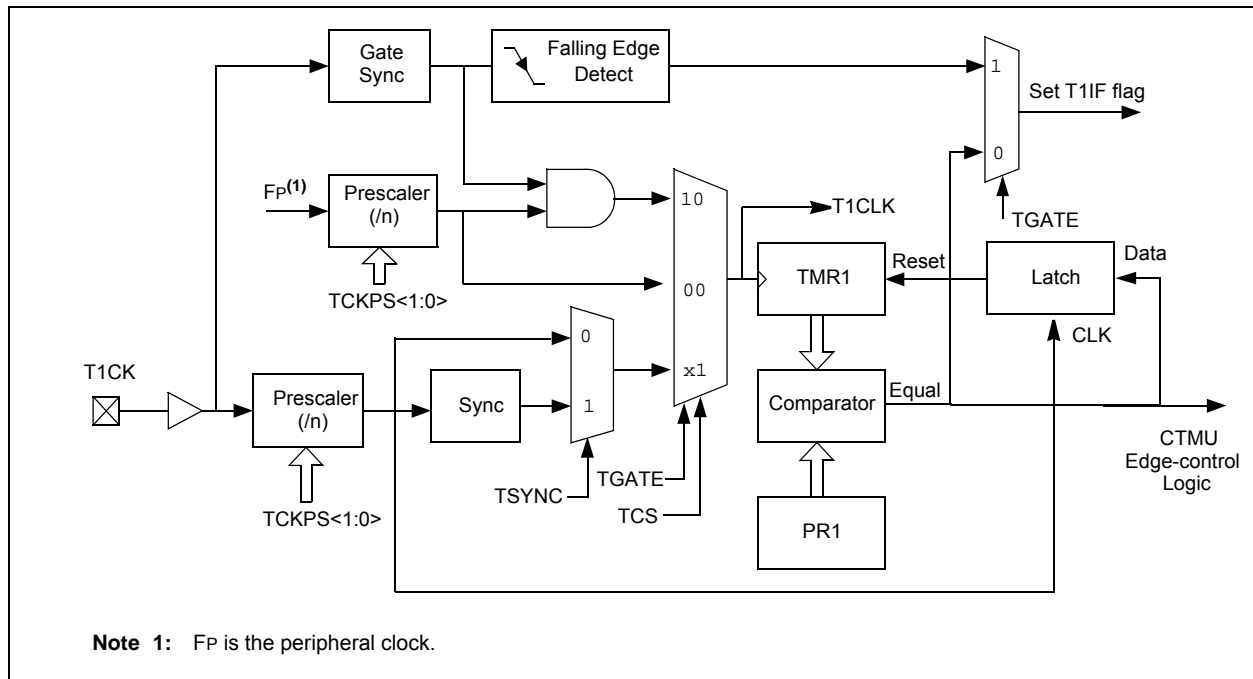 Gate
Sync
Falling Edge
Detect
1
Set T1IF flag
0
TGATE
FP(1)
Prescaler
(/n)
TCKPS<1:0>
10
00
x1
T1CLK
TMR1
Reset
Latch
Data
CLK
T1CK
Prescaler
(/n)
TCKPS<1:0>
Sync
0
1
TSYNC
TGATE
TCS
Comparator
Equal
PR1
CTMU
Edge-control
Logic
Note 1: FP is the peripheral clock.